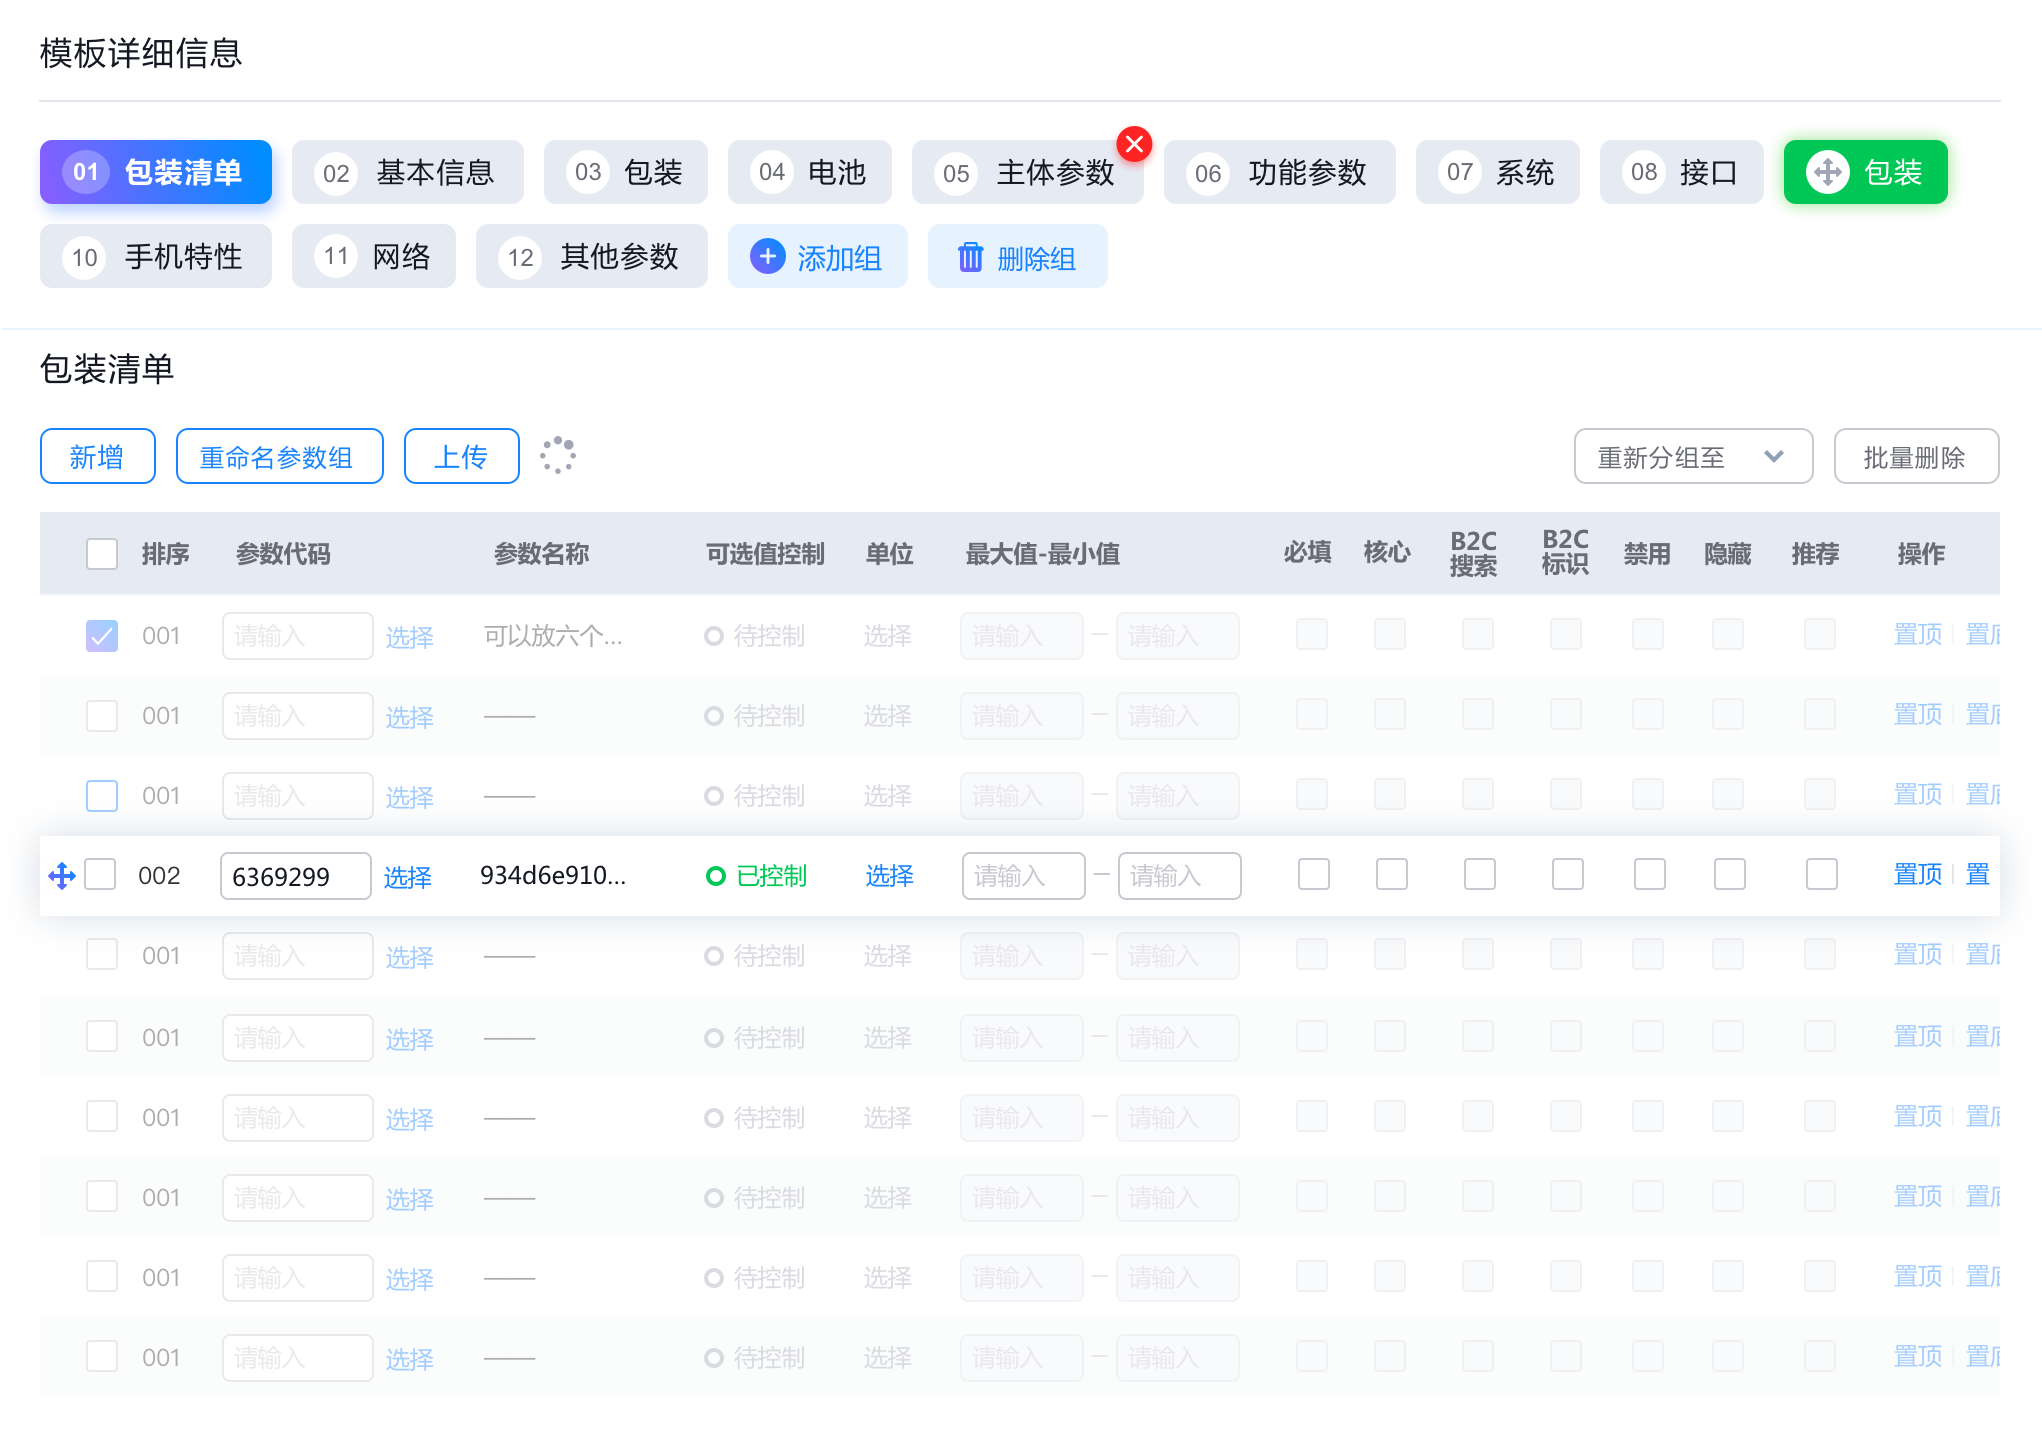 模板详细信息
01 包装清单 02 基本信息 03 包装 04 电池 05 主体参数 06 功能参数 07 系统 08 接口 包装
10 手机特性 11 网络 12 其他参数 添加组 删除组
包装清单
新增 重命名参数组 上传 重新分组至 批量删除
排序 参数代码 参数名称 可选值控制 单位 最大值-最小值 必填 核心 B2C搜索 B2C标识 禁用 隐藏 推荐 操作
001 请输入 选择 可以放六个... 待控制 选择 请输入 — 请输入 置顶 置底
001 请输入 选择 —— 待控制 选择 请输入 — 请输入 置顶 置底
001 请输入 选择 —— 待控制 选择 请输入 — 请输入 置顶 置底
002 6369299 选择 934d6e910... 已控制 选择 请输入 — 请输入 置顶 置
001 请输入 选择 —— 待控制 选择 请输入 — 请输入 置顶 置底
001 请输入 选择 —— 待控制 选择 请输入 — 请输入 置顶 置底
001 请输入 选择 —— 待控制 选择 请输入 — 请输入 置顶 置底
001 请输入 选择 —— 待控制 选择 请输入 — 请输入 置顶 置底
001 请输入 选择 —— 待控制 选择 请输入 — 请输入 置顶 置底
001 请输入 选择 —— 待控制 选择 请输入 — 请输入 置顶 置底